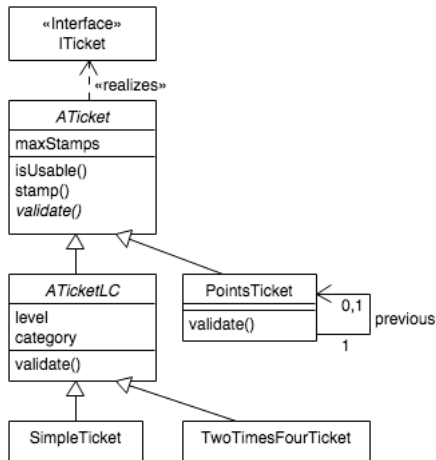 «Interface»
ITicket
«realizes»
ATicket
maxStamps
isUsable()
stamp()
validate()
ATicketLC
level
category
validate()
PointsTicket
validate()
0,1
previous
1
SimpleTicket
TwoTimesFourTicket